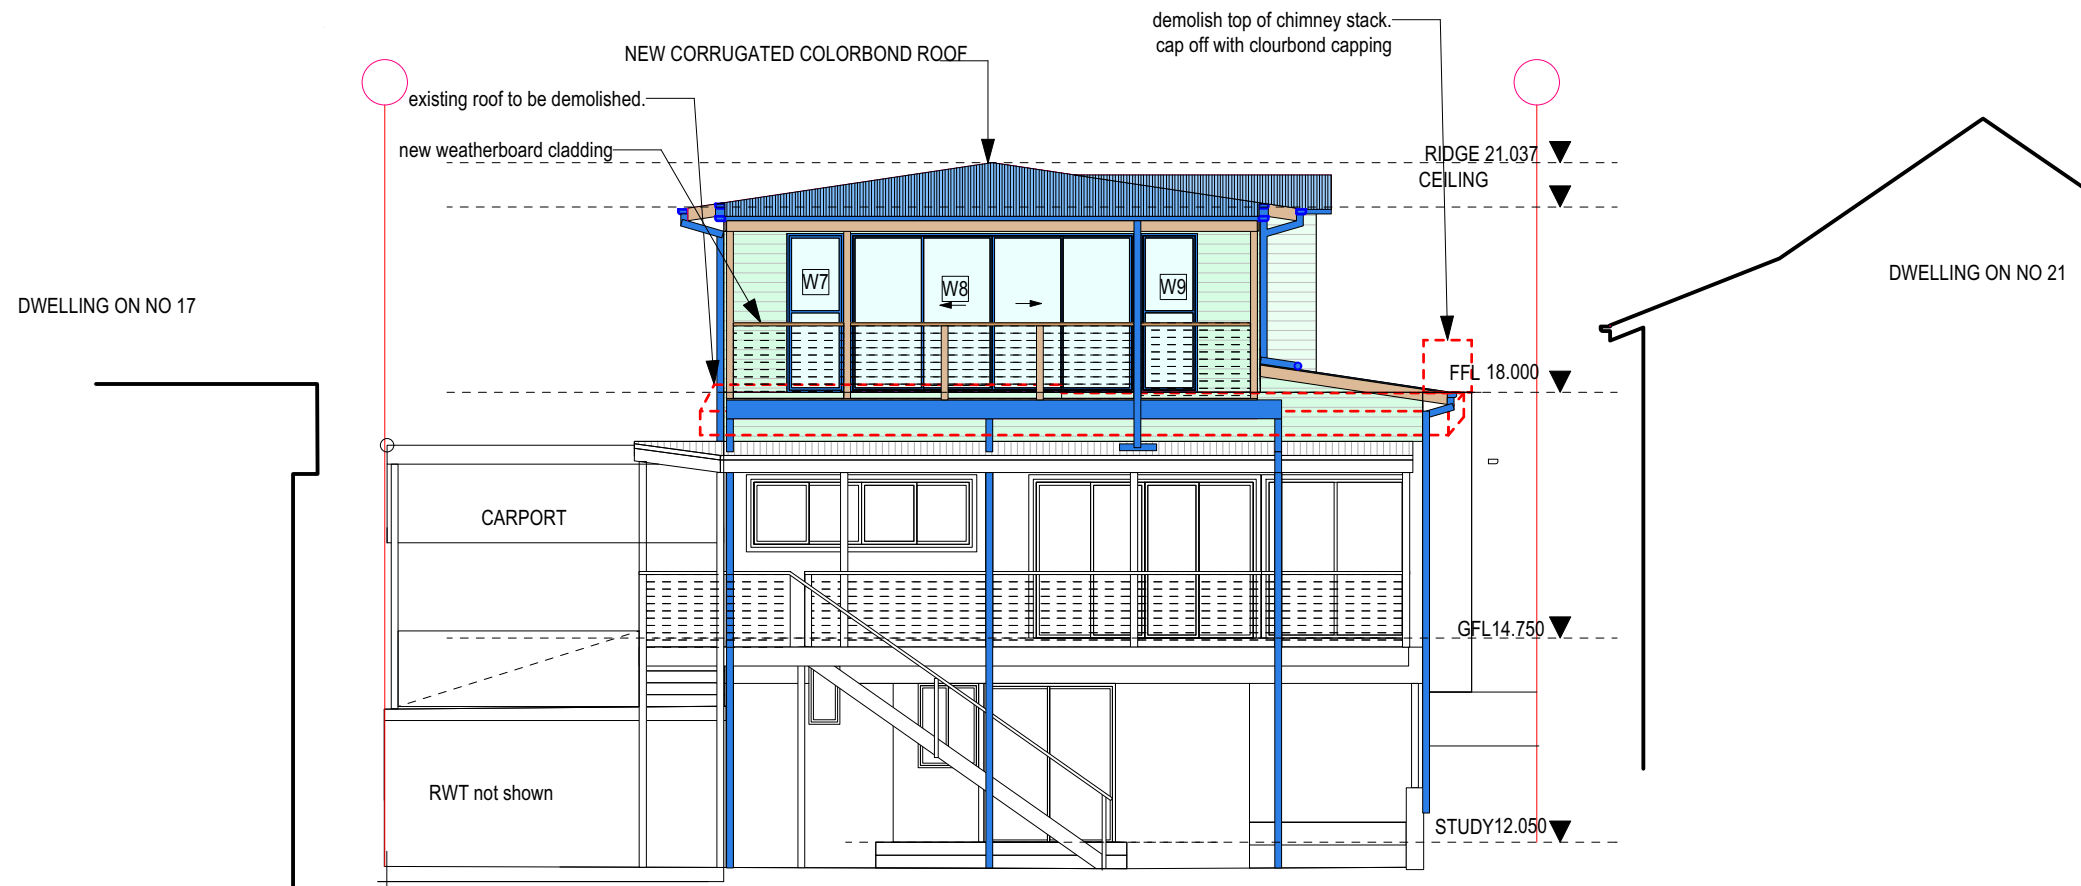 demolish top of chimney stack.
cap off with clourbond capping
NEW CORRUGATED COLORBOND ROOF
existing roof to be demolished.
new weatherboard cladding
RIDGE 21.037
CEILING
DWELLING ON NO 17
DWELLING ON NO 21
W7
W8
W9
FFL 18.000
CARPORT
GFL14.750
RWT not shown
STUDY12.050